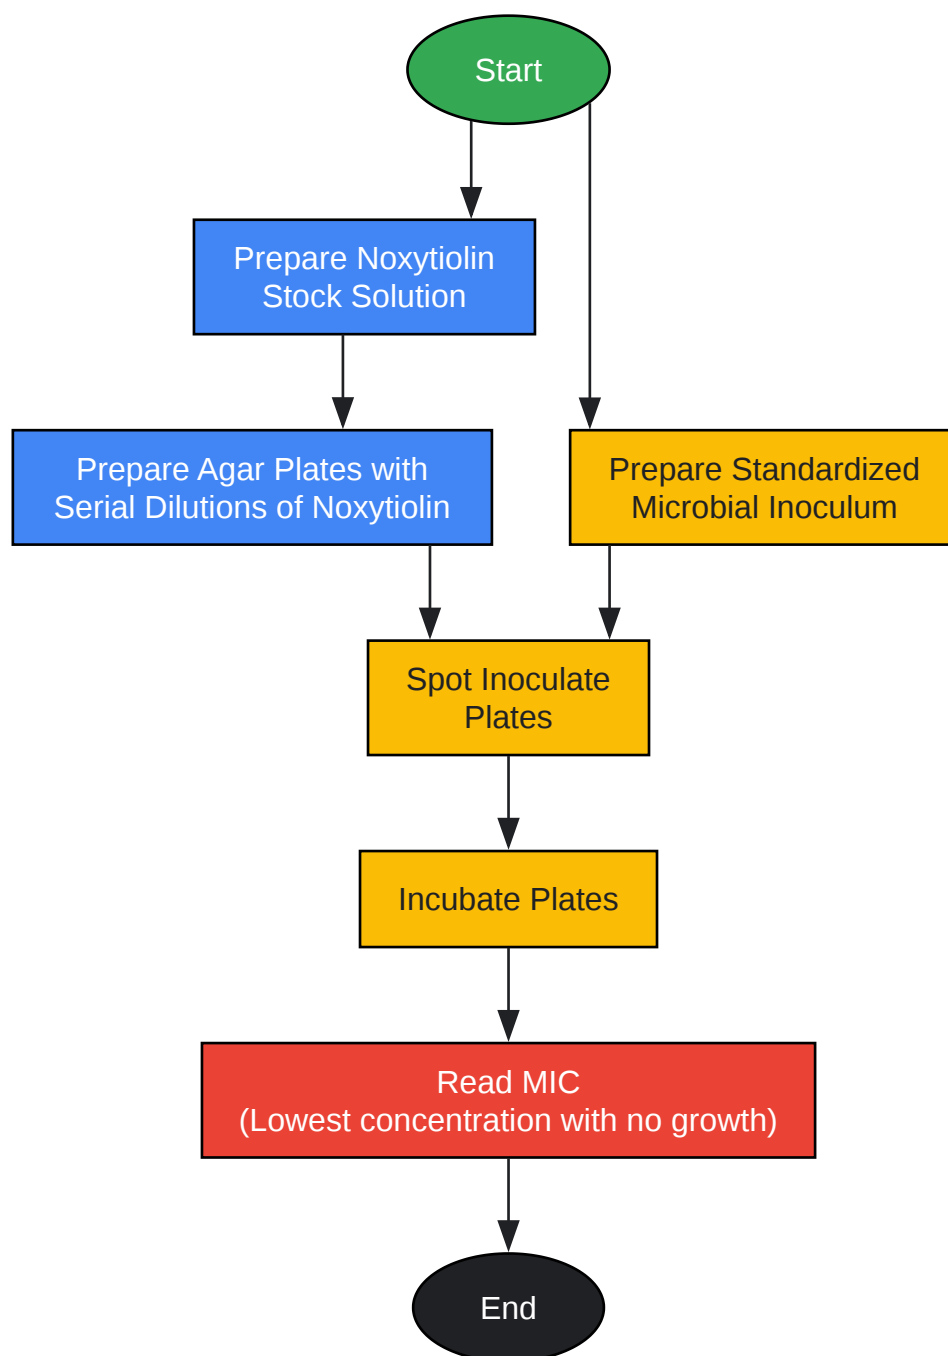 Start
Prepare Noxytiolin
Stock Solution
Prepare Agar Plates with
Serial Dilutions of Noxytiolin
Prepare Standardized
Microbial Inoculum
Spot Inoculate
Plates
Incubate Plates
Read MIC
(Lowest concentration with no growth)
End